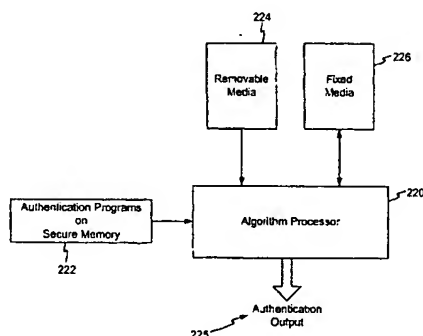 224
Removable
Media
226
Fixed
Media
220
Authentication Programs
on
Secure Memory
222
Algorithm Processor
Authentication
Output
225